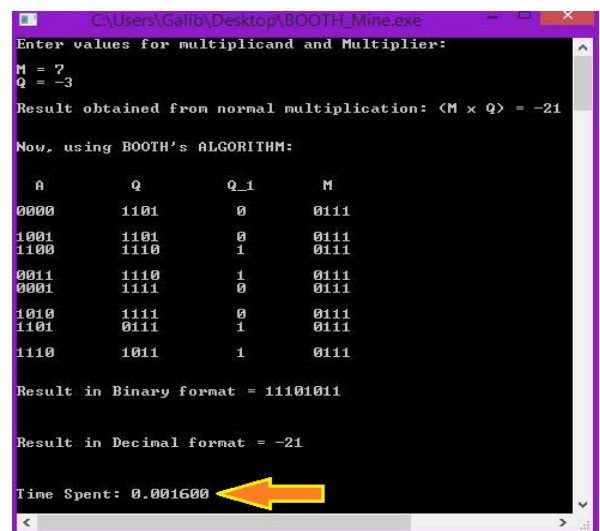 C:\Users\Galib\Desktop\BOOTH_Mine.exe
Enter values for multiplicand and Multiplier:
M = 7
Q = -3
Result obtained from normal multiplication: (M x Q) = -21
Now, using BOOTH's ALGORITHM:
A Q Q_1 M
0000 1101 0 0111
1001 1101 0 0111
1100 1110 1 0111
0011 1110 1 0111
0001 1111 0 0111
1010 1111 0 0111
1101 0111 1 0111
1110 1011 1 0111
Result in Binary format = 11101011
Result in Decimal format = -21
Time Spent: 0.001600